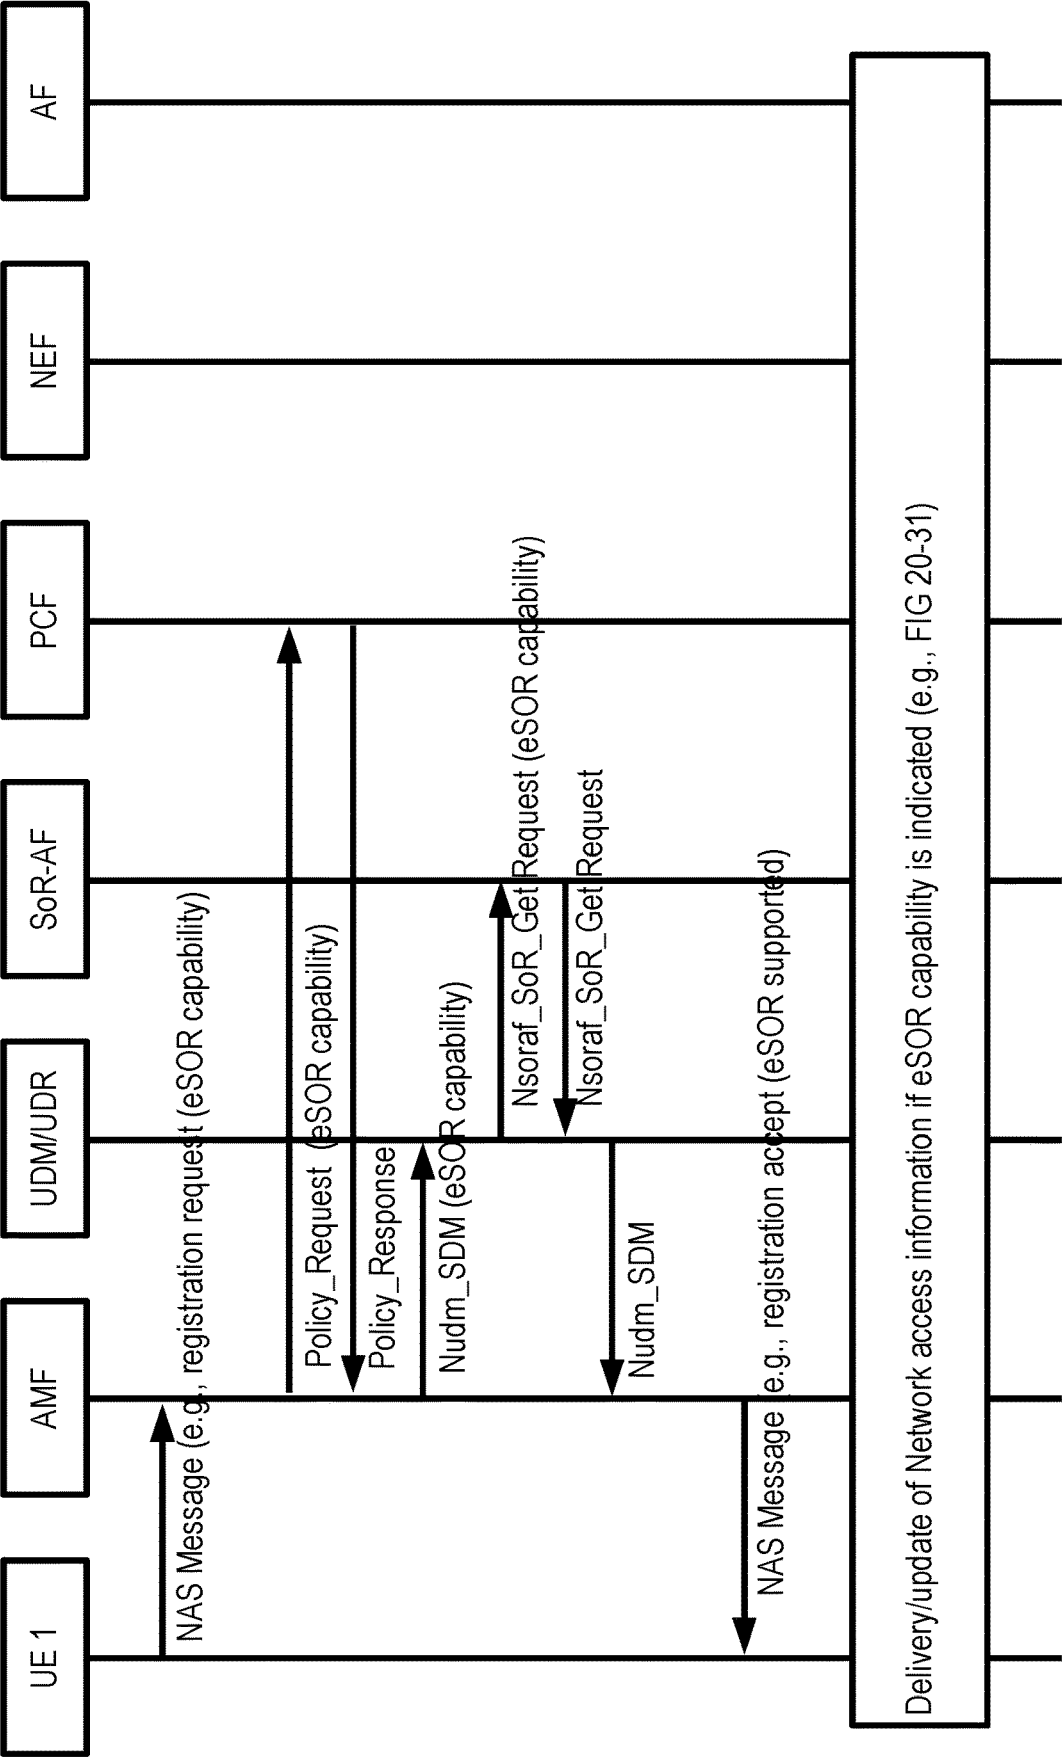 UE 1
AMF
UDM/UDR
SoR-AF
PCF
NEF
AF
NAS Message (e.g., registration request (eSOR capability)
Policy_Request (eSOR capability)
Policy_Response
Nudm_SDM (eSOR capability)
Nsoraf_SoR_Get Request (eSOR capability)
Nsoraf_SoR_Get Request
Nudm_SDM
NAS Message (e.g., registration accept (eSOR supported)
Delivery/update of Network access information if eSOR capability is indicated (e.g., FIG 20-31)